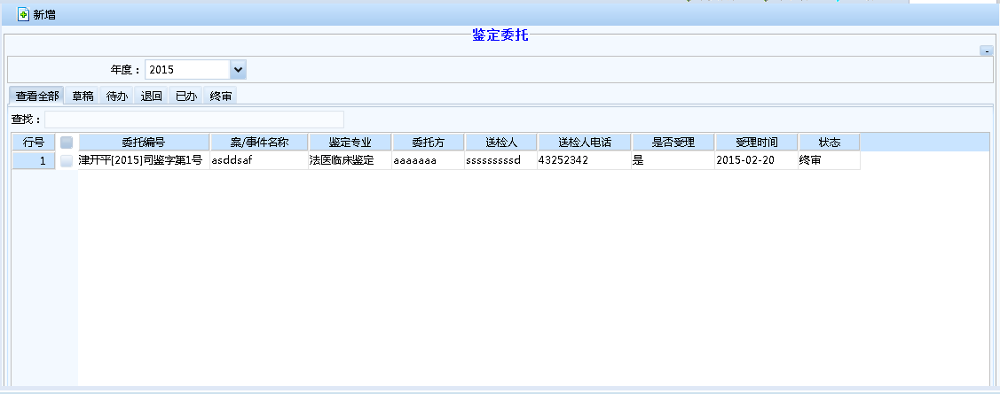 新增
鉴定委托
-
年度： 2015
查看全部 草稿 待办 退回 已办 终审
查找：
行号 委托编号 案/事件名称 鉴定专业 委托方 送检人 送检人电话 是否受理 受理时间 状态
1 津开平[2015]司鉴字第1号 asddsaf 法医临床鉴定 aaaaaaa ssssssssssd 43252342 是 2015-02-20 终审